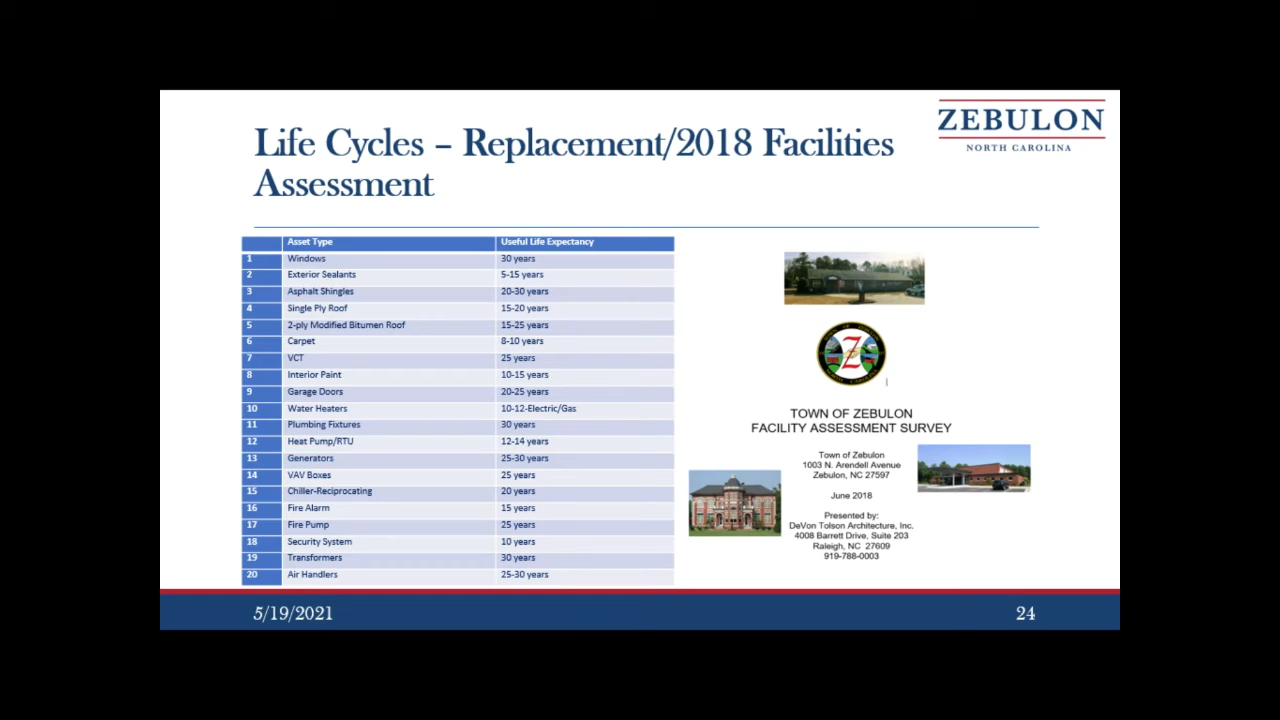 ZEBULON
NORTH CAROLINA
Life Cycles – Replacement/2018 Facilities
Assessment
Asset Type Useful Life Expectancy
1 Windows 30 years
2 Exterior Sealants 5-15 years
3 Asphalt Shingles 20-30 years
4 Single Ply Roof 15-20 years
5 2-ply Modified Bitumen Roof 15-25 years
6 Carpet 8-10 years
7 VCT 25 years
8 Interior Paint 10-15 years
9 Garage Doors 20-25 years
10 Water Heaters 10-12-Electric/Gas
11 Plumbing Fixtures 30 years
12 Heat Pump/RTU 12-14 years
13 Generators 25-30 years
14 VAV Boxes 25 years
15 Chiller-Reciprocating 20 years
16 Fire Alarm 15 years
17 Fire Pump 25 years
18 Security System 10 years
19 Transformers 30 years
20 Air Handlers 25-30 years
Z
TOWN OF ZEBULON
FACILITY ASSESSMENT SURVEY
Town of Zebulon
1003 N. Arendell Avenue
Zebulon, NC 27597
June 2018
Presented by:
DeVon Tolson Architecture, Inc.
4008 Barrett Drive, Suite 203
Raleigh, NC 27609
919-788-0003
5/19/2021
24